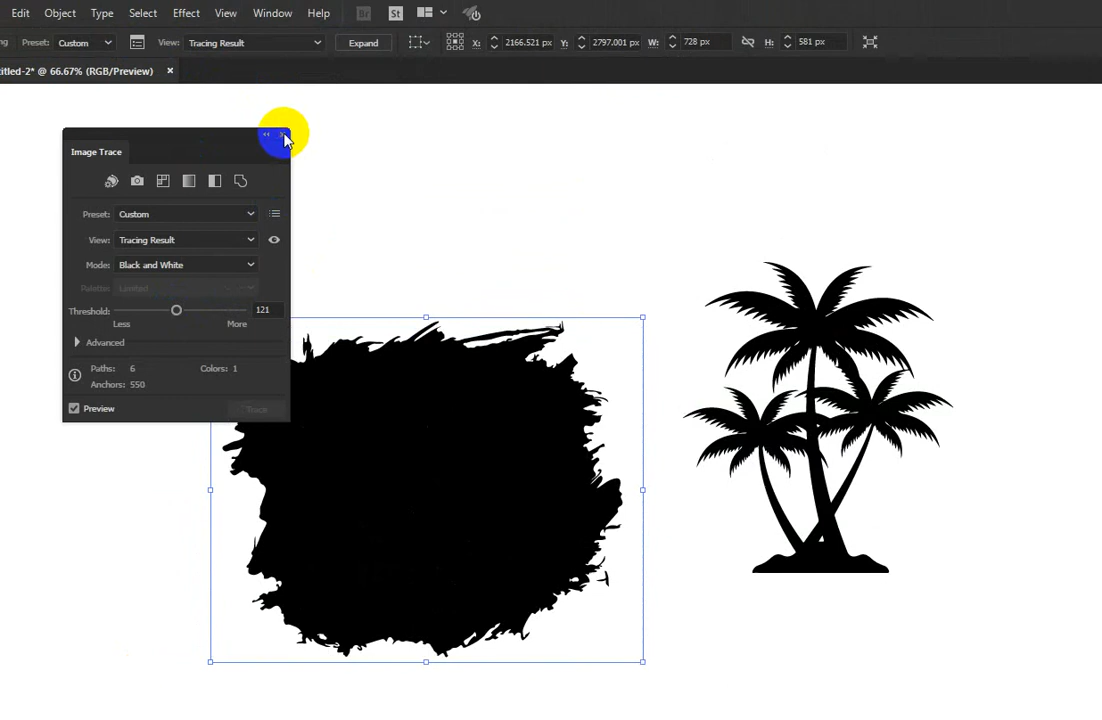 Edit Object Type Select Effect View Window Help Br St
ng Preset: Custom View: Tracing Result Expand X: 2166.521 px Y: 2797.001 px W: 728 px H: 581 px
titled-2* @ 66.67% (RGB/Preview) ×
Image Trace
Preset: Custom
View: Tracing Result
Mode: Black and White
Palette: Limited
Threshold: 121
Less More
Advanced
Paths: 6 Colors: 1
Anchors: 550
Preview Trace